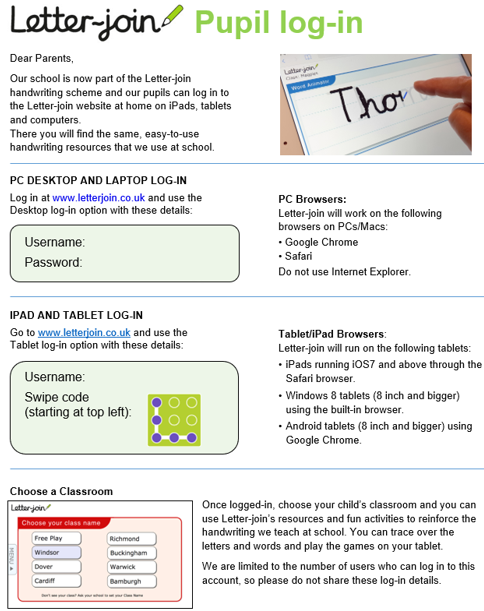 Letter-join Pupil log-in
Dear Parents,
Our school is now part of the Letter-join
handwriting scheme and our pupils can log in to
the Letter-join website at home on iPads, tablets
and computers.
There you will find the same, easy-to-use
handwriting resources that we use at school.
Letter-join
Word Animator
Thor
PC DESKTOP AND LAPTOP LOG-IN
Log in at www.letterjoin.co.uk and use the
Desktop log-in option with these details:
Username:
Password:
PC Browsers:
Letter-join will work on the following
browsers on PCs/Macs:
• Google Chrome
• Safari
Do not use Internet Explorer.
IPAD AND TABLET LOG-IN
Go to www.letterjoin.co.uk and use the
Tablet log-in option with these details:
Username:
Swipe code
(starting at top left):
Tablet/iPad Browsers:
Letter-join will run on the following tablets:
• iPads running iOS7 and above through the
Safari browser.
• Windows 8 tablets (8 inch and bigger)
using the built-in browser.
• Android tablets (8 inch and bigger) using
Google Chrome.
Choose a Classroom
Letter-join
Choose your class name
Free Play
Richmond
Windsor
Buckingham
Dover
Warwick
Cardiff
Bamburgh
MENU
Don't see your class? Ask your school to set your Class Name
Once logged-in, choose your child's classroom and you can
use Letter-join's resources and fun activities to reinforce the
handwriting we teach at school. You can trace over the
letters and words and play the games on your tablet.
We are limited to the number of users who can log in to this
account, so please do not share these log-in details.